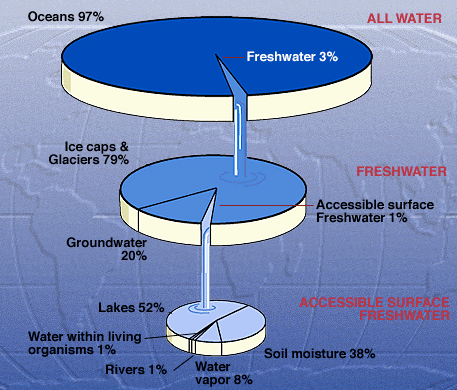 Oceans 97%
ALL WATER
Freshwater 3%
Ice caps &
Glaciers 79%
FRESHWATER
Accessible surface
Freshwater 1%
Groundwater
20%
Lakes 52%
ACCESSIBLE SURFACE
FRESHWATER
Water within living
organisms 1%
Rivers 1%
Water
vapor 8%
Soil moisture 38%